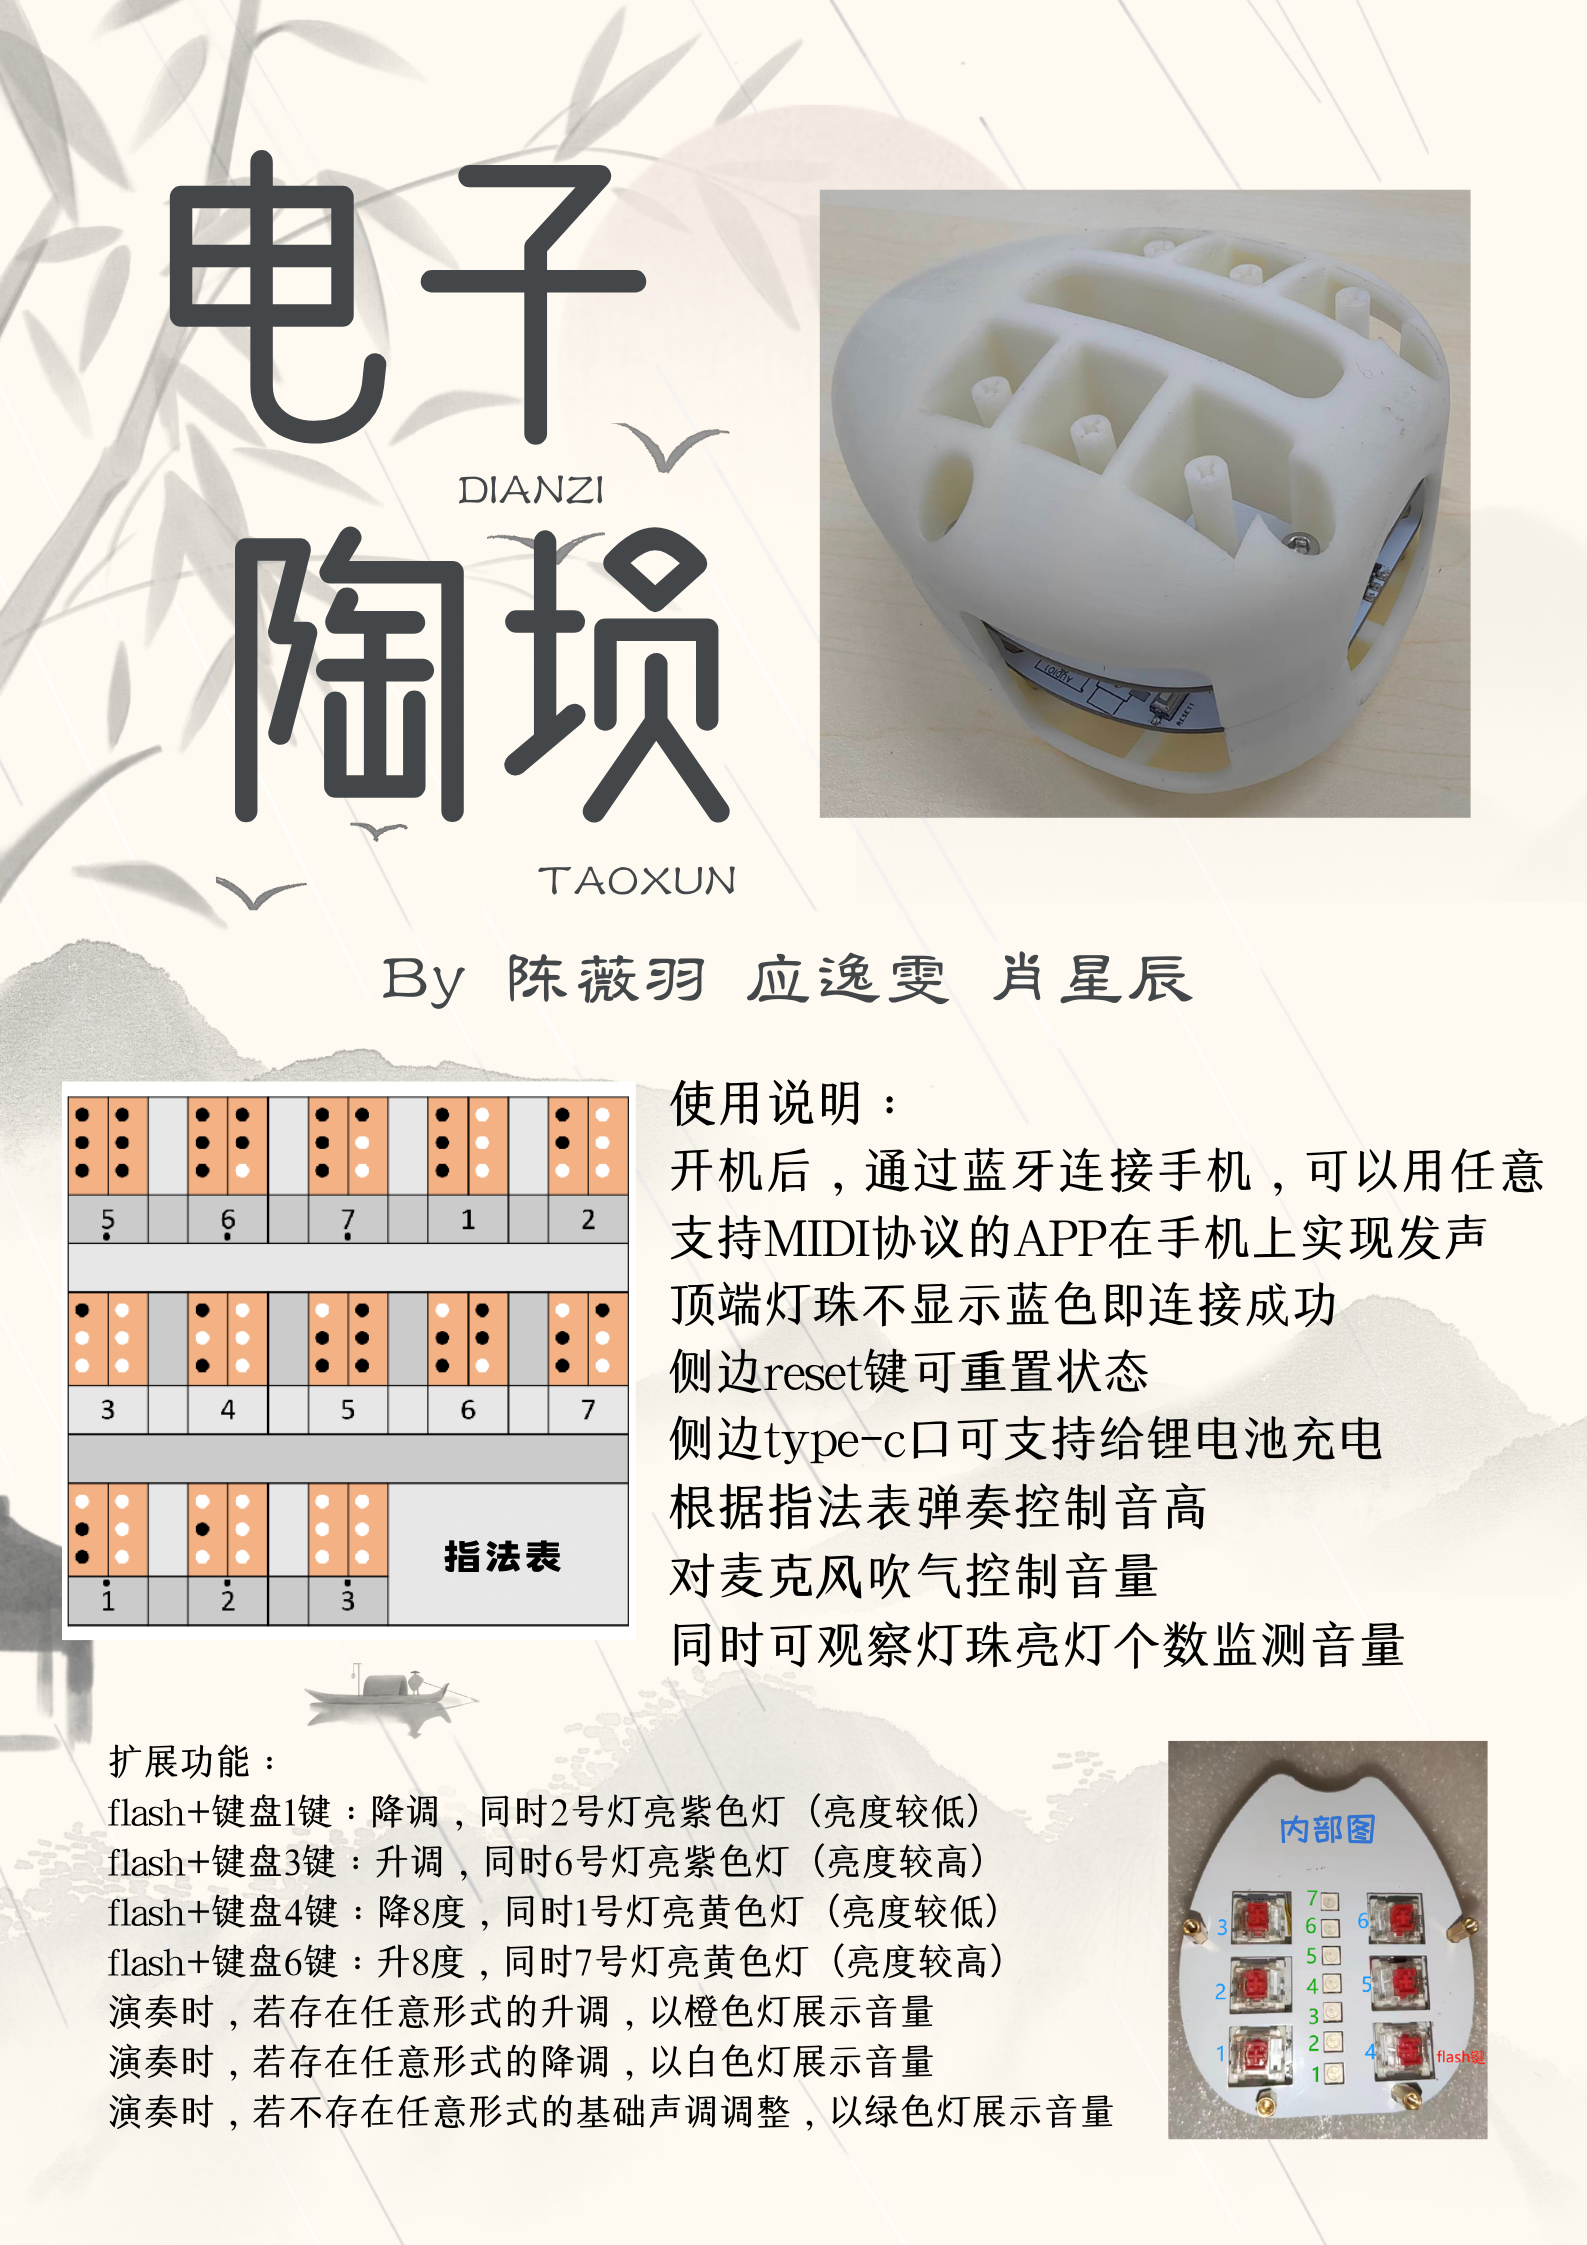 电子
DIANZI
陶埙
TAOXUN
By 陈薇羽 应逸雯 肖星辰
5 6 7 1 2
3 4 5 6 7
1 2 3
指法表
使用说明：
开机后，通过蓝牙连接手机，可以用任意
支持MIDI协议的APP在手机上实现发声
顶端灯珠不显示蓝色即连接成功
侧边reset键可重置状态
侧边type-c口可支持给锂电池充电
根据指法表弹奏控制音高
对麦克风吹气控制音量
同时可观察灯珠亮灯个数监测音量
扩展功能：
flash+键盘1键：降调，同时2号灯亮紫色灯（亮度较低）
flash+键盘3键：升调，同时6号灯亮紫色灯（亮度较高）
flash+键盘4键：降8度，同时1号灯亮黄色灯（亮度较低）
flash+键盘6键：升8度，同时7号灯亮黄色灯（亮度较高）
演奏时，若存在任意形式的升调，以橙色灯展示音量
演奏时，若存在任意形式的降调，以白色灯展示音量
演奏时，若不存在任意形式的基础声调调整，以绿色灯展示音量
内部图
7
3 6 6
5
2 4 5
3
1 2 4 flash键
1
RESET1